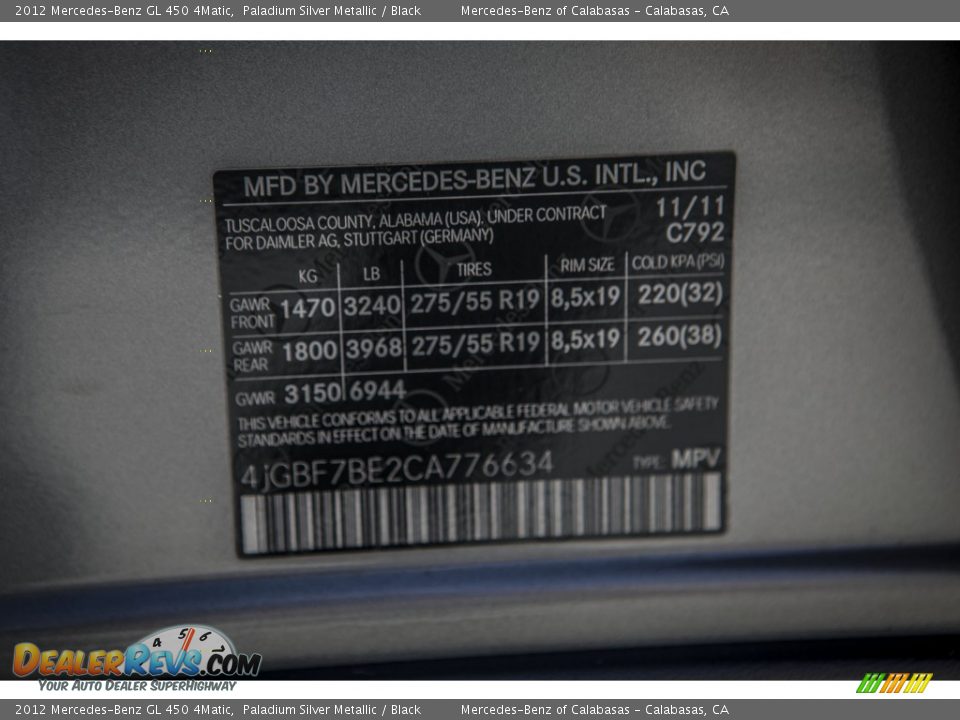 2012 Mercedes-Benz GL 450 4Matic, Paladium Silver Metallic / Black Mercedes-Benz of Calabasas - Calabasas, CA
MFD BY MERCEDES-BENZ U.S. INTL., INC
TUSCALOOSA COUNTY, ALABAMA (USA). UNDER CONTRACT 11/11
FOR DAIMLER AG, STUTTGART (GERMANY) C792
KG LB TIRES RIM SIZE COLD KPA (PSI)
GAWR FRONT 1470 3240 275/55 R19 8,5x19 220(32)
GAWR REAR 1800 3968 275/55 R19 8,5x19 260(38)
GVWR 3150 6944
THIS VEHICLE CONFORMS TO ALL APPLICABLE FEDERAL MOTOR VEHICLE SAFETY
STANDARDS IN EFFECT ON THE DATE OF MANUFACTURE SHOWN ABOVE.
4JGBF7BE2CA776634 TYPE: MPV
4 5 6 7
DEALERREVS.COM
YOUR AUTO DEALER SUPERHIGHWAY
2012 Mercedes-Benz GL 450 4Matic, Paladium Silver Metallic / Black Mercedes-Benz of Calabasas - Calabasas, CA